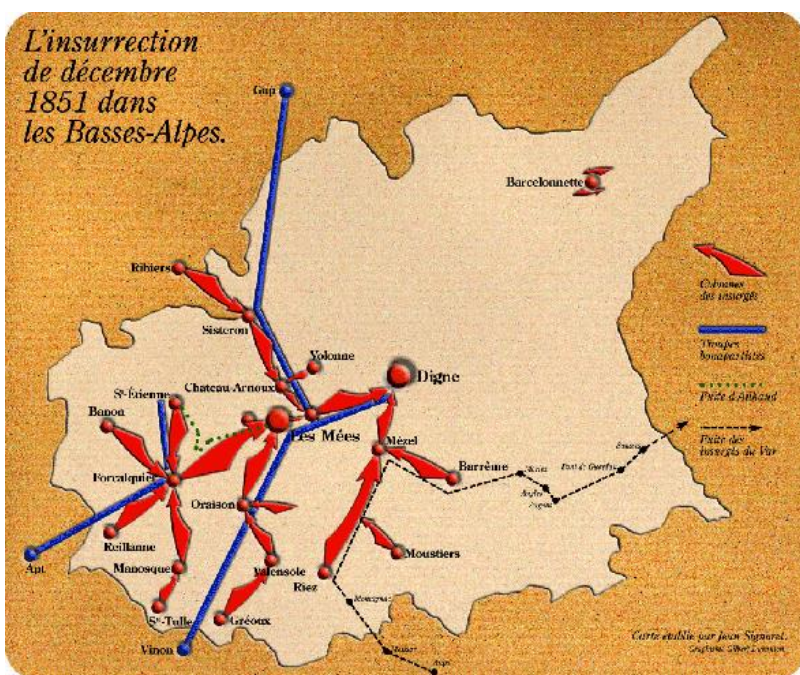 L'insurrection
de décembre
1851 dans
les Basses-Alpes.
Gap
Barcelonnette
Ribiers
Colonnes
des insurgés
Sisteron
Troupes
bonapartistes
Volonne
Chateau-Arnoux
Digne
St-Étienne
Fuite d'Ailhaud
Banon
Les Mées
Fuite des
insurgés du Var
Mézel
Barrême
Forcalquier
Oraison
Reillanne
Moustiers
Apt
Manosque
Valensole
Riez
St-Tulle
Gréoux
Vinon
Carte établie par Jean Signoret.